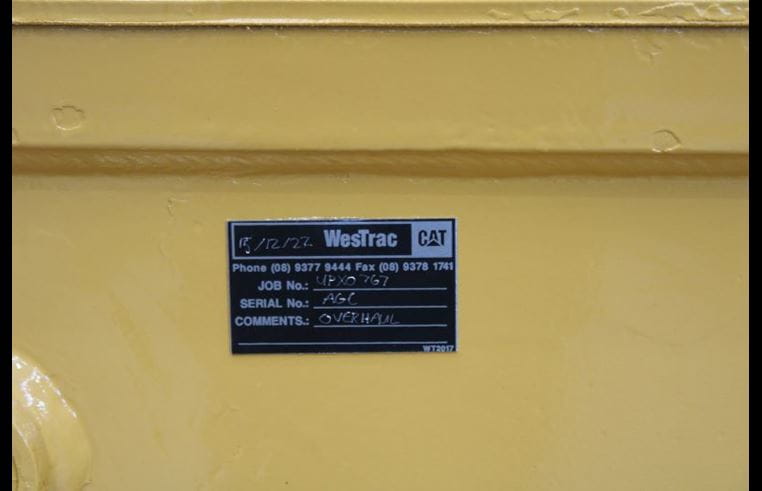 15/12/22 WesTrac CAT
Phone (08) 9377 9444 Fax (08) 9378 1741
JOB No.: UPX0767
SERIAL No.: AGC
COMMENTS.: OVERHAUL
WT2017